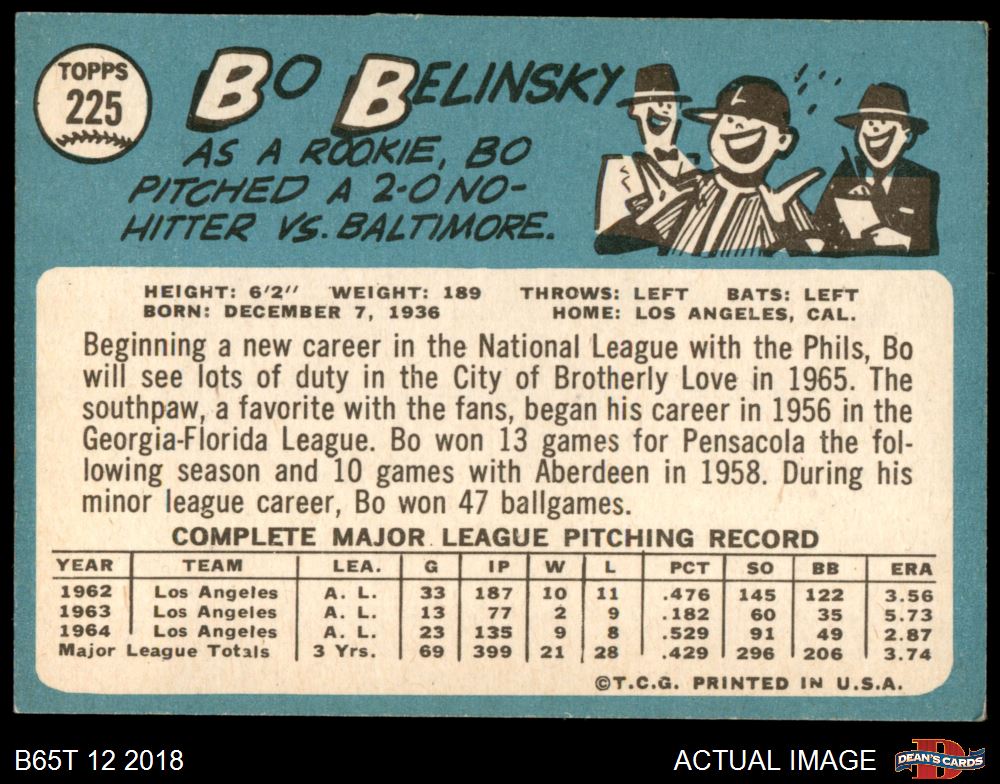 TOPPS
225
BO BELINSKY
AS A ROOKIE, BO
PITCHED A 2-0 NO-
HITTER VS. BALTIMORE.
L
HEIGHT: 6'2" WEIGHT: 189 THROWS: LEFT BATS: LEFT
BORN: DECEMBER 7, 1936 HOME: LOS ANGELES, CAL.
Beginning a new career in the National League with the Phils, Bo
will see lots of duty in the City of Brotherly Love in 1965. The
southpaw, a favorite with the fans, began his career in 1956 in the
Georgia-Florida League. Bo won 13 games for Pensacola the fol-
lowing season and 10 games with Aberdeen in 1958. During his
minor league career, Bo won 47 ballgames.
COMPLETE MAJOR LEAGUE PITCHING RECORD
YEAR TEAM LEA. G IP W L PCT SO BB ERA
1962 Los Angeles A. L. 33 187 10 11 .476 145 122 3.56
1963 Los Angeles A. L. 13 77 2 9 .182 60 35 5.73
1964 Los Angeles A. L. 23 135 9 8 .529 91 49 2.87
Major League Totals 3 Yrs. 69 399 21 28 .429 296 206 3.74
©T.C.G. PRINTED IN U.S.A.
B65T 12 2018
ACTUAL IMAGE
DEAN'S CARDS